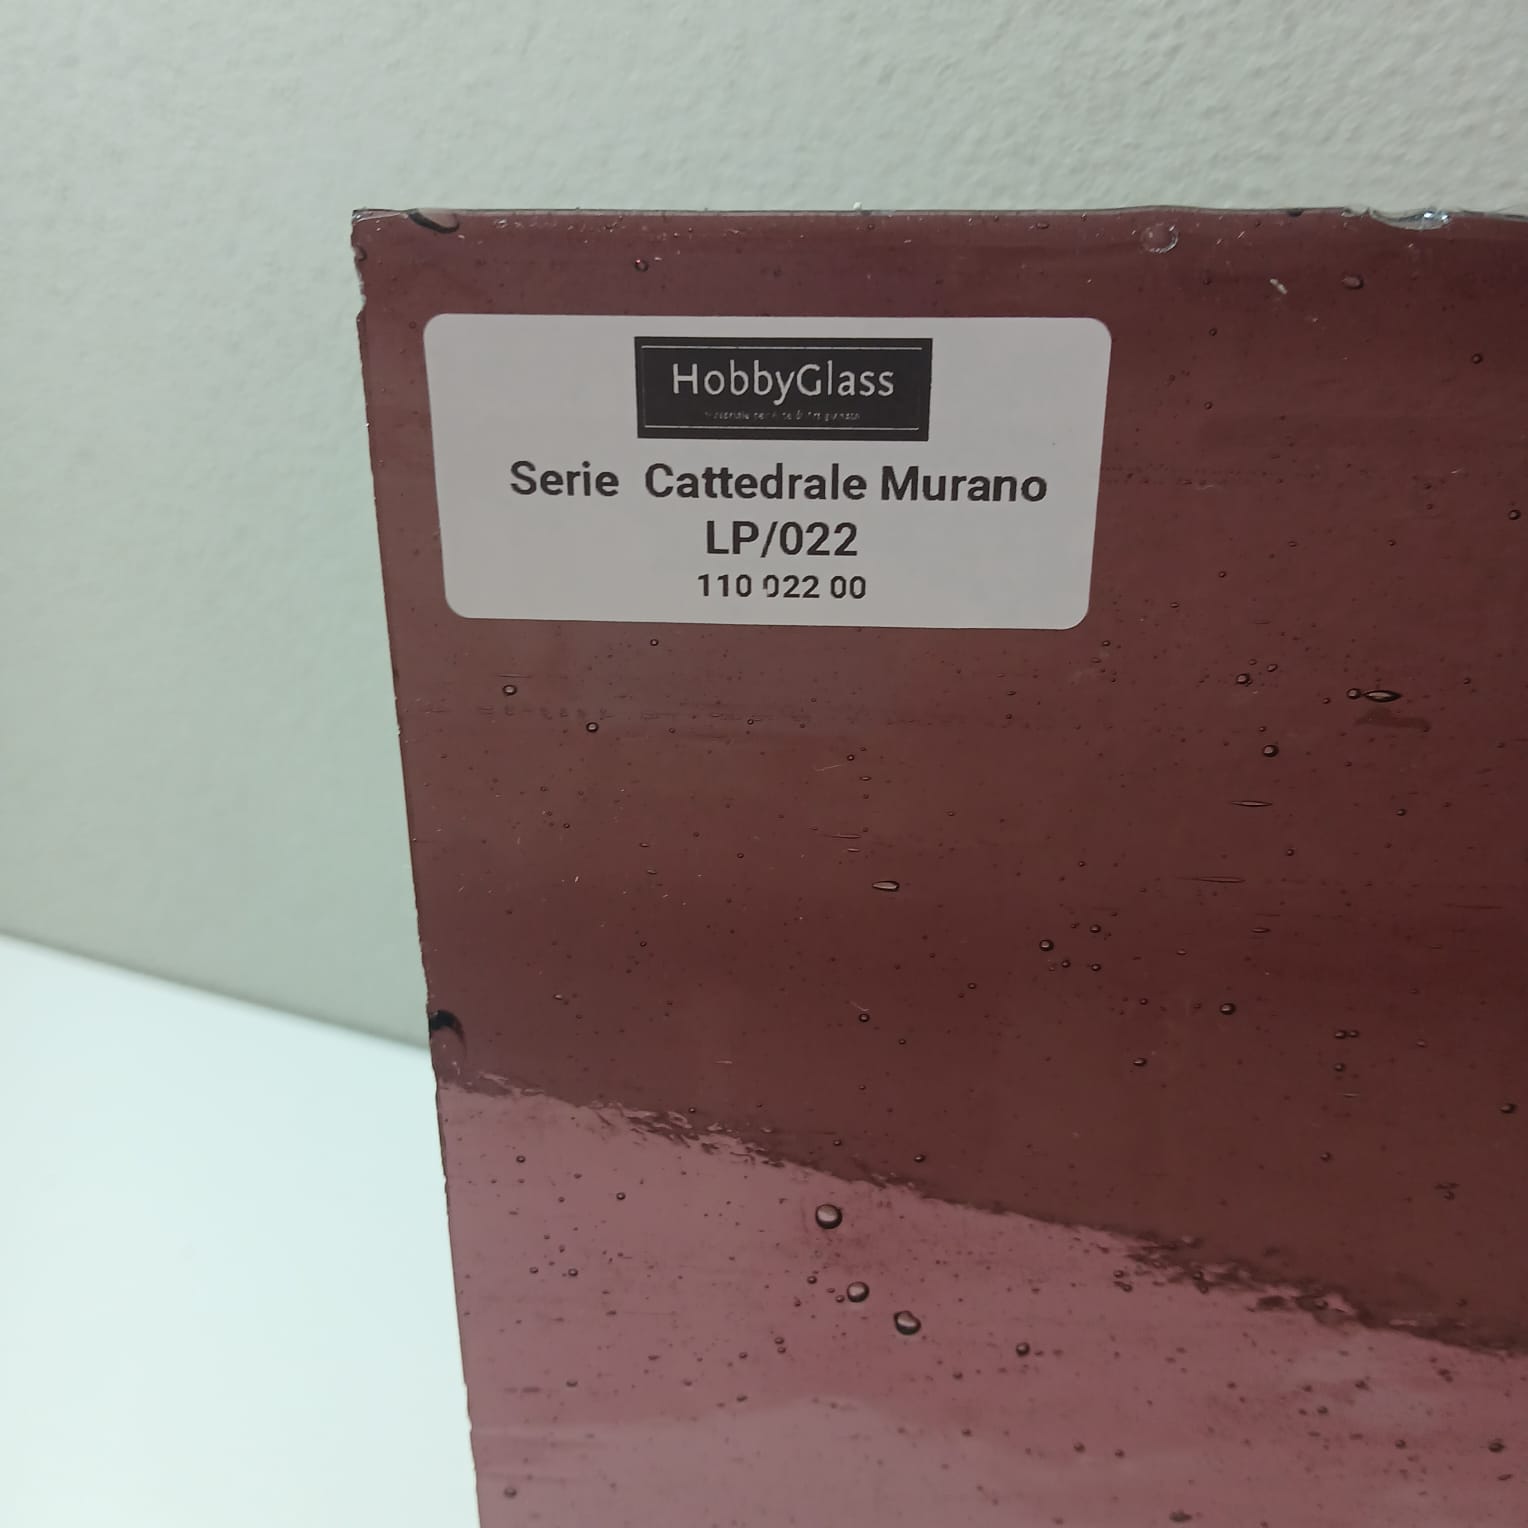 HobbyGlass
Serie Cattedrale Murano
LP/022
110 022 00